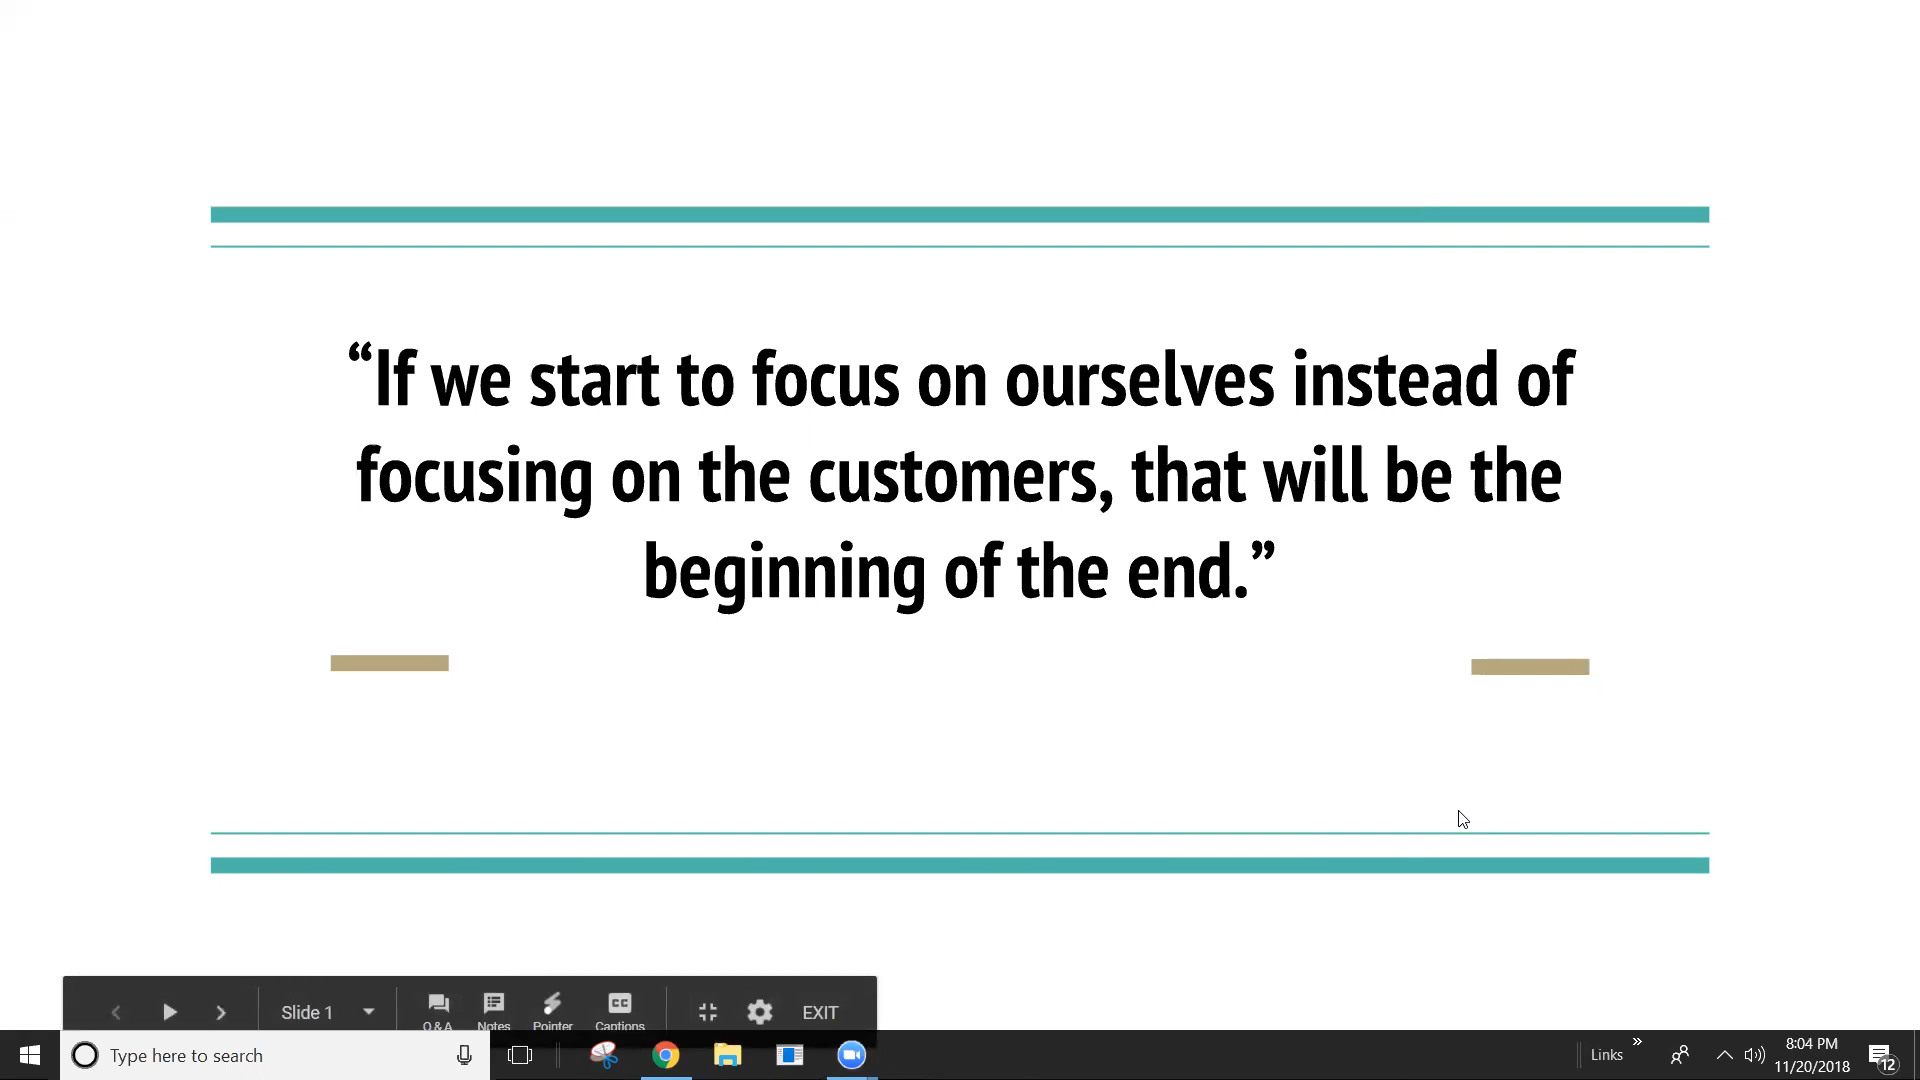 “If we start to focus on ourselves instead of
focusing on the customers, that will be the
beginning of the end.”
Slide 1
Q & A
Notes
Pointer
CC
Captions
EXIT
Type here to search
Links
8:04 PM
11/20/2018
12